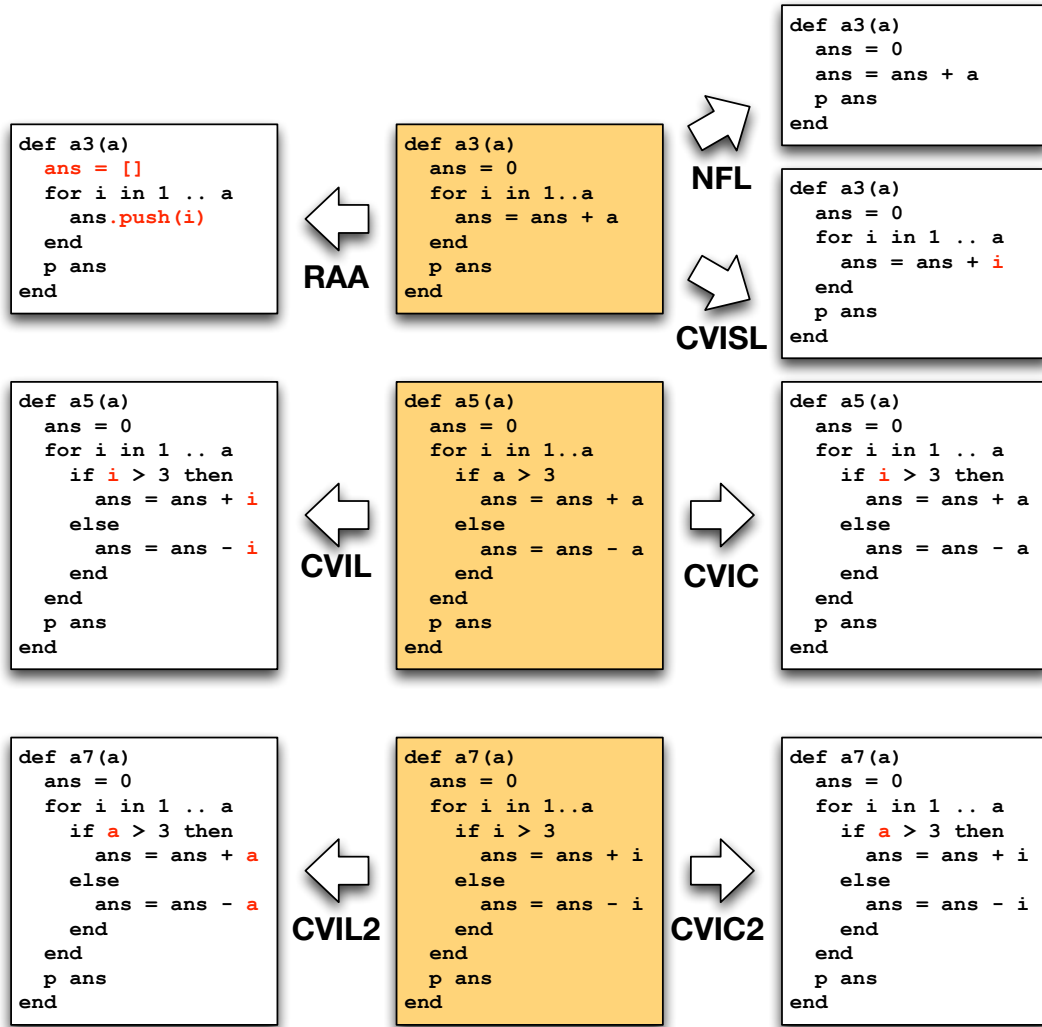 def a3(a)
  ans = 0
  ans = ans + a
  p ans
end
def a3(a)
  ans = []
  for i in 1 .. a
    ans.push(i)
  end
  p ans
end
RAA
def a3(a)
  ans = 0
  for i in 1..a
    ans = ans + a
  end
  p ans
end
NFL
CVISL
def a3(a)
  ans = 0
  for i in 1 .. a
    ans = ans + i
  end
  p ans
end
def a5(a)
  ans = 0
  for i in 1 .. a
    if i > 3 then
      ans = ans + i
    else
      ans = ans - i
    end
  end
  p ans
end
CVIL
def a5(a)
  ans = 0
  for i in 1..a
    if a > 3
      ans = ans + a
    else
      ans = ans - a
    end
  end
  p ans
end
CVIC
def a5(a)
  ans = 0
  for i in 1 .. a
    if i > 3 then
      ans = ans + a
    else
      ans = ans - a
    end
  end
  p ans
end
def a7(a)
  ans = 0
  for i in 1 .. a
    if a > 3 then
      ans = ans + a
    else
      ans = ans - a
    end
  end
  p ans
end
CVIL2
def a7(a)
  ans = 0
  for i in 1..a
    if i > 3
      ans = ans + i
    else
      ans = ans - i
    end
  end
  p ans
end
CVIC2
def a7(a)
  ans = 0
  for i in 1 .. a
    if a > 3 then
      ans = ans + i
    else
      ans = ans - i
    end
  end
  p ans
end